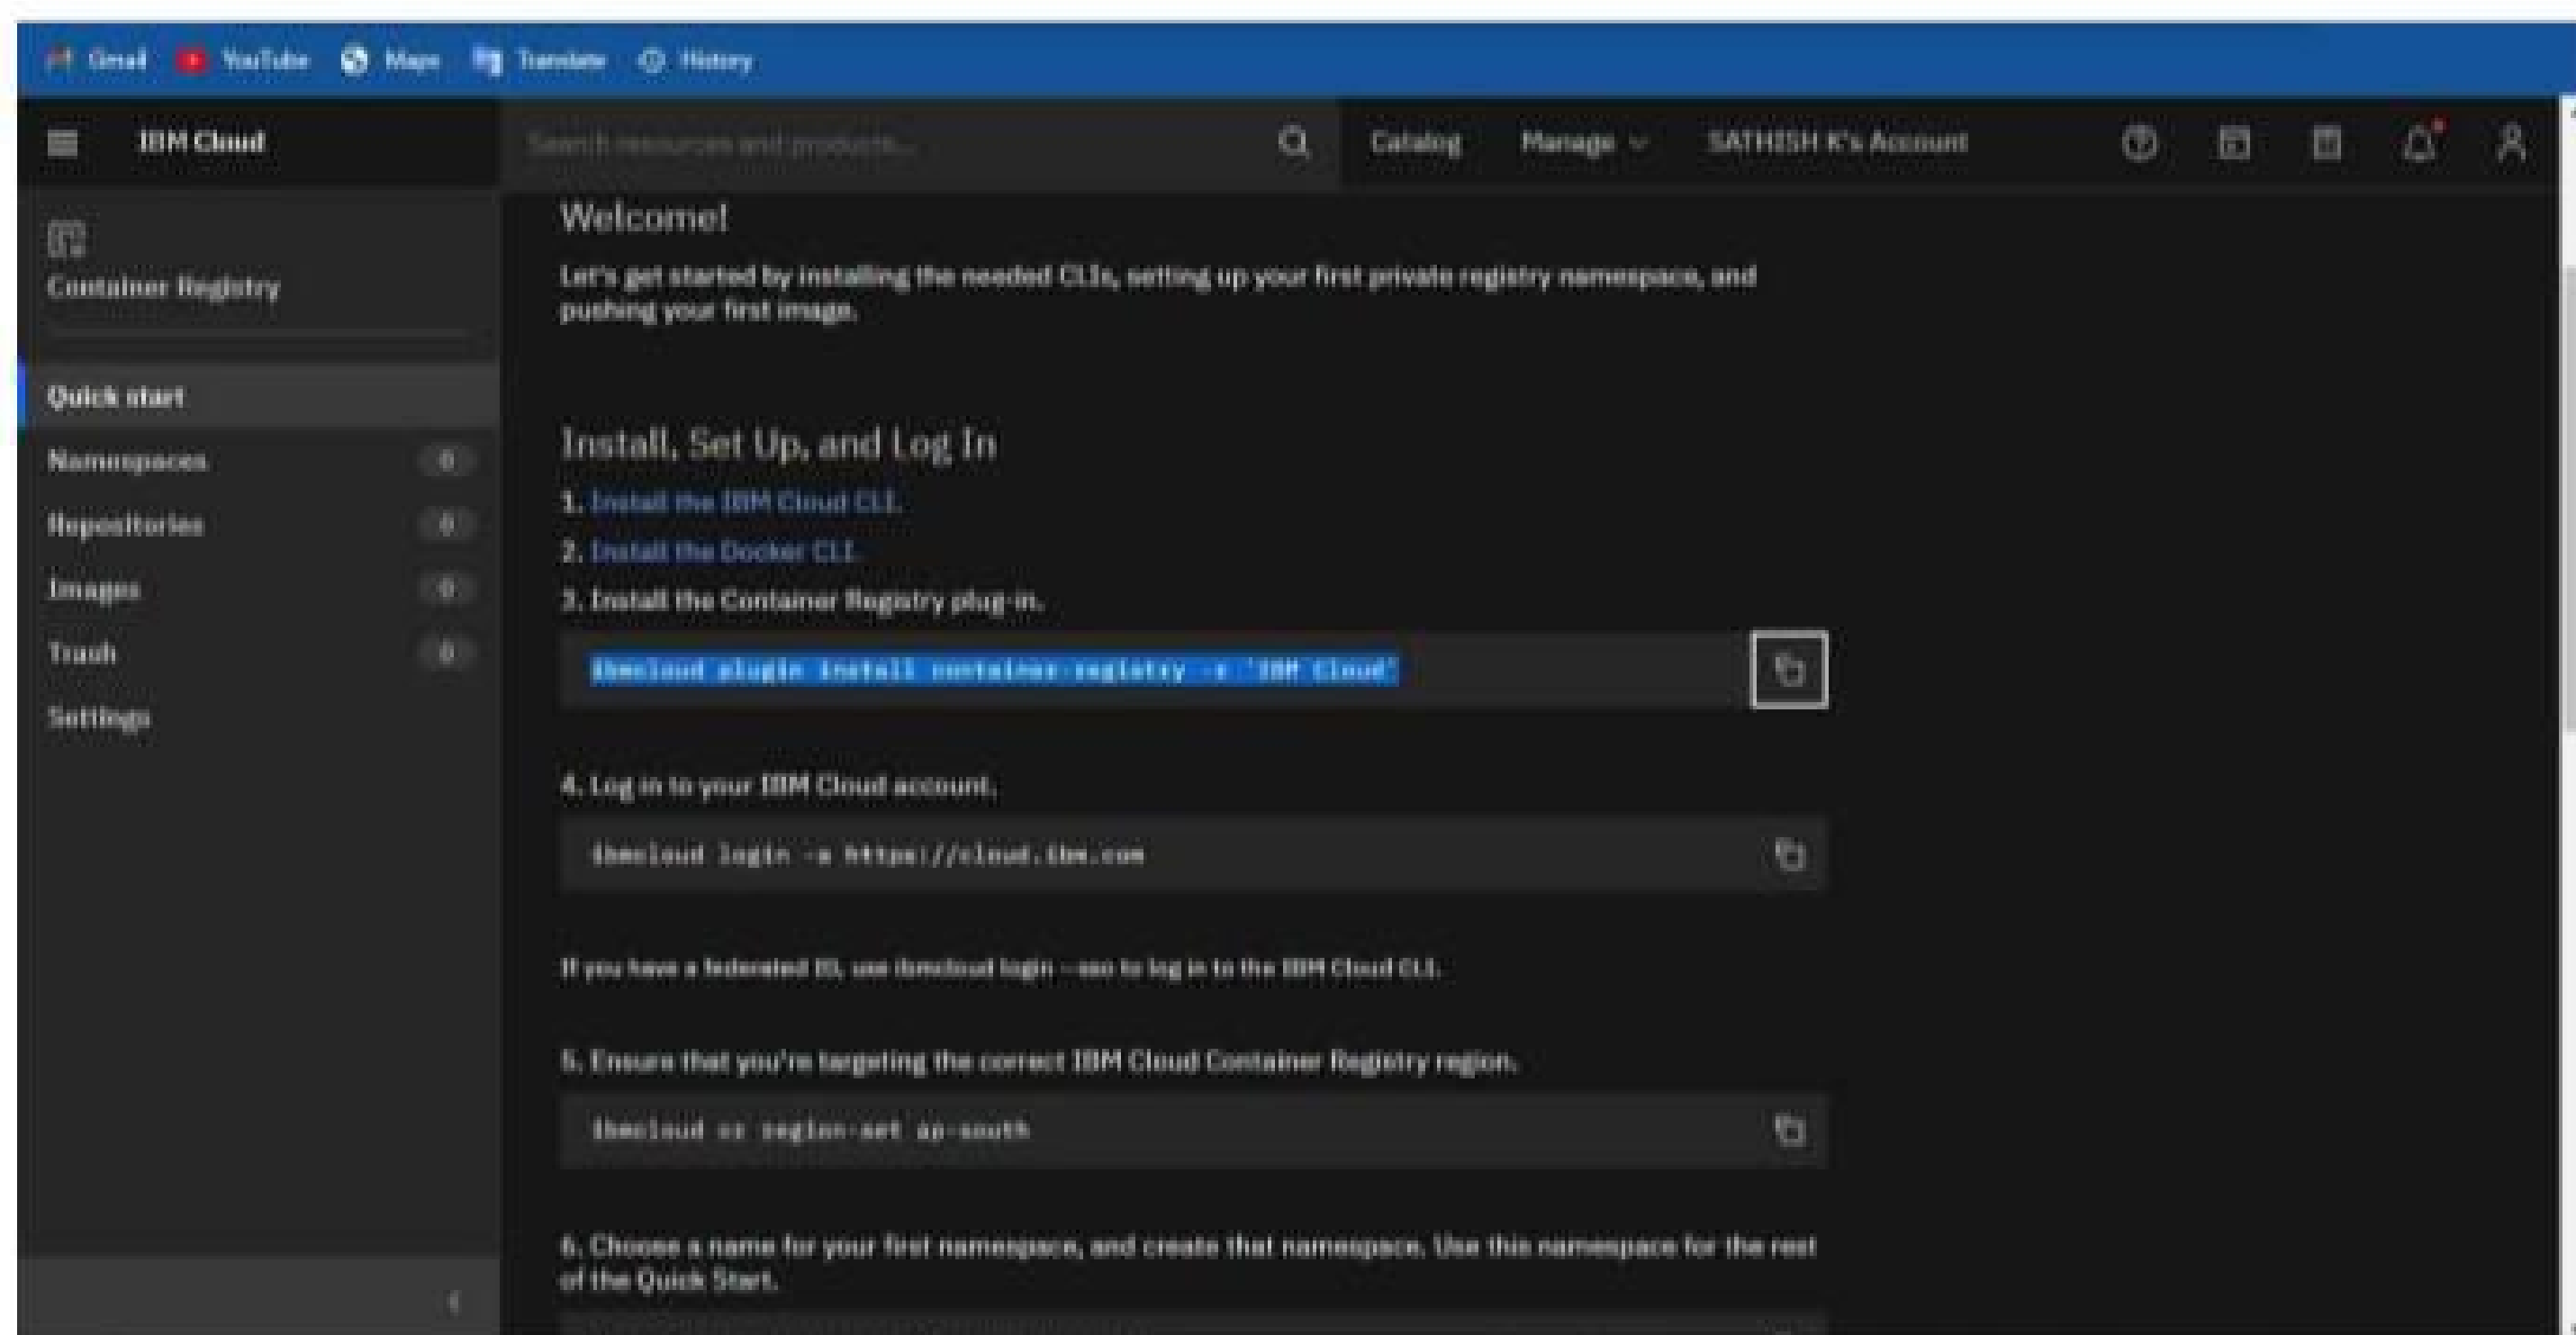 Gmail YouTube Maps Translate History
IBM Cloud Search resources and products... Catalog Manage SATHISH K's Account
Container Registry
Quick start
Namespaces 0
Repositories 0
Images 0
Trash 0
Settings
Welcome!
Let's get started by installing the needed CLIs, setting up your first private registry namespace, and
pushing your first image.
Install, Set Up, and Log In
1. Install the IBM Cloud CLI.
2. Install the Docker CLI.
3. Install the Container Registry plug-in.
ibmcloud plugin install container-registry -r 'IBM Cloud'
4. Log in to your IBM Cloud account.
ibmcloud login -a https://cloud.ibm.com
If you have a federated ID, use ibmcloud login --sso to log in to the IBM Cloud CLI.
5. Ensure that you're targeting the correct IBM Cloud Container Registry region.
ibmcloud cr region-set ap-south
6. Choose a name for your first namespace, and create that namespace. Use this namespace for the rest
of the Quick Start.